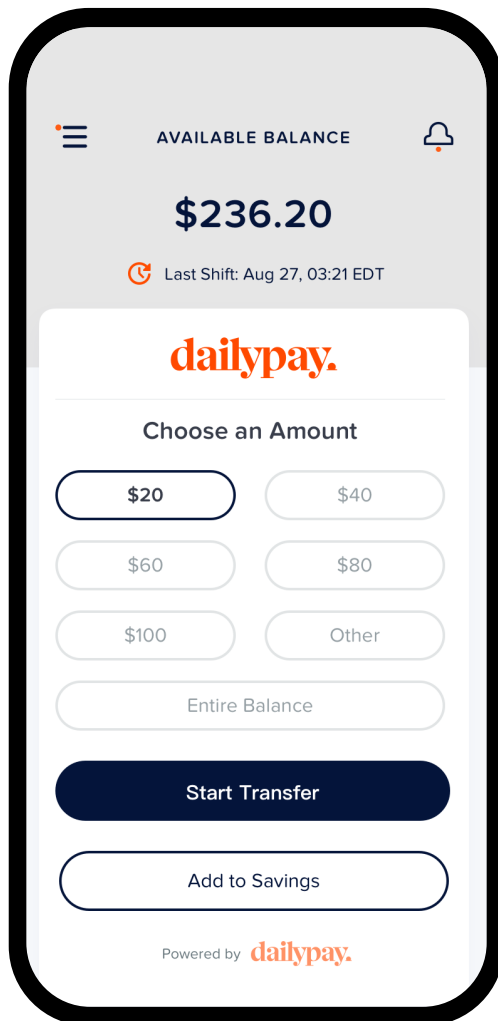 AVAILABLE BALANCE
$236.20
Last Shift: Aug 27, 03:21 EDT
dailypay.
Choose an Amount
$20
$40
$60
$80
$100
Other
Entire Balance
Start Transfer
Add to Savings
Powered by dailypay.